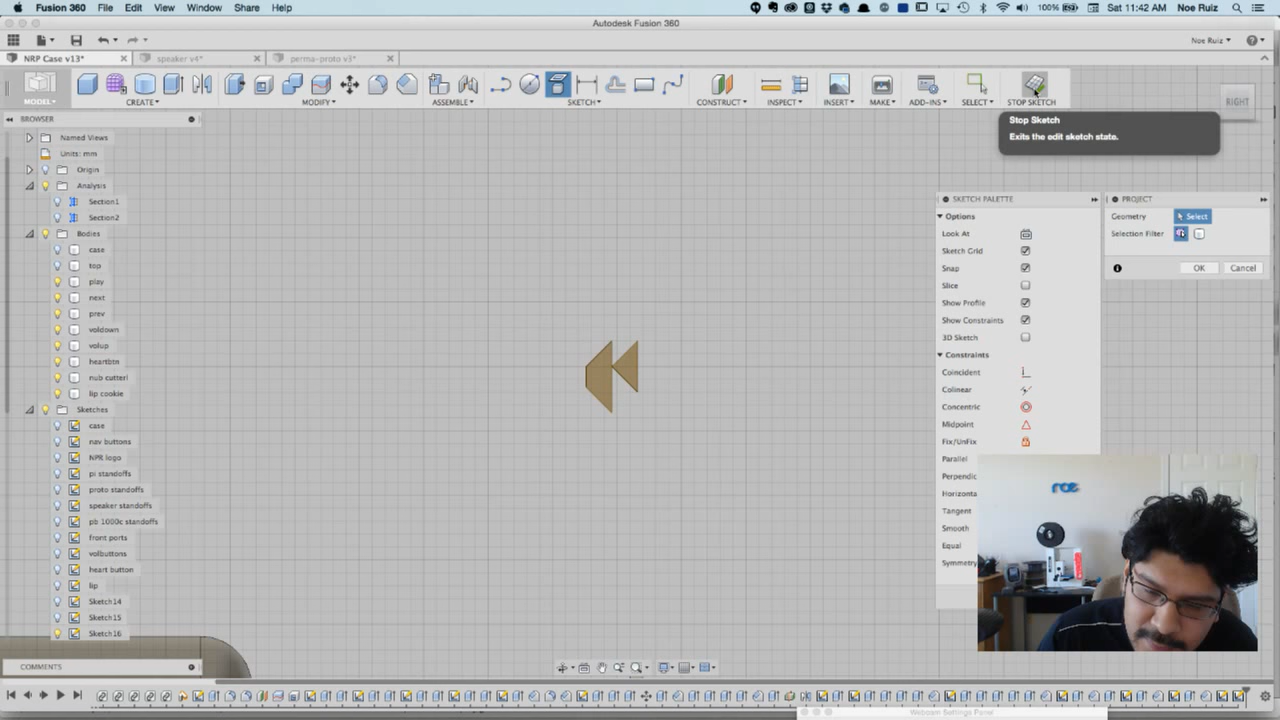 Fusion 360 File Edit View Window Share Help 100% Sat 11:42 AM Noe Ruiz
Autodesk Fusion 360
Noe Ruiz
NRP Case v13* speaker v4* perma-proto v3*
MODEL CREATE MODIFY ASSEMBLE SKETCH CONSTRUCT INSPECT INSERT MAKE ADD-INS SELECT STOP SKETCH
RIGHT
Stop Sketch
Exits the edit sketch state.
BROWSER
Named Views
Units: mm
Origin
Analysis
Section1
Section2
Bodies
case
top
play
next
prev
voldown
volup
heartbtn
nub cutterl
lip cookie
Sketches
case
nav buttons
NPR logo
pi standoffs
proto standoffs
speaker standoffs
pb 1000c standoffs
front ports
volbuttons
heart button
lip
Sketch14
Sketch15
Sketch16
COMMENTS
SKETCH PALETTE
Options
Look At
Sketch Grid
Snap
Slice
Show Profile
Show Constraints
3D Sketch
Constraints
Coincident
Colinear
Concentric
Midpoint
Fix/UnFix
Parallel
Perpendic
Horizonta
Tangent
Smooth
Equal
Symmetry
PROJECT
Geometry Select
Selection Filter
OK Cancel
noe
Webcam Settings Panel